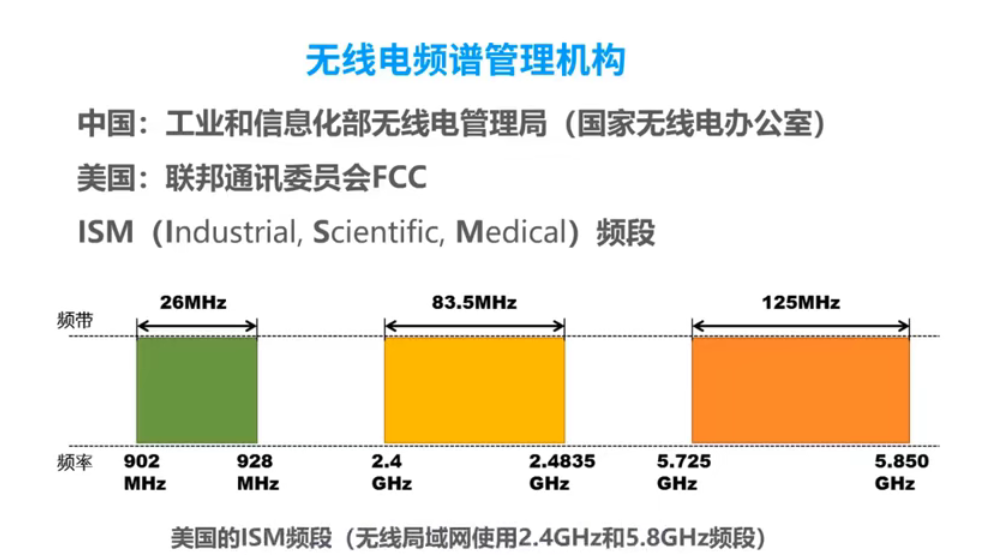 无线电频谱管理机构
中国：工业和信息化部无线电管理局（国家无线电办公室）
美国：联邦通讯委员会FCC
ISM（Industrial, Scientific, Medical）频段
26MHz 83.5MHz 125MHz
频带
频率 902 928 2.4 2.4835 5.725 5.850
MHz MHz GHz GHz GHz GHz
美国的ISM频段（无线局域网使用2.4GHz和5.8GHz频段）